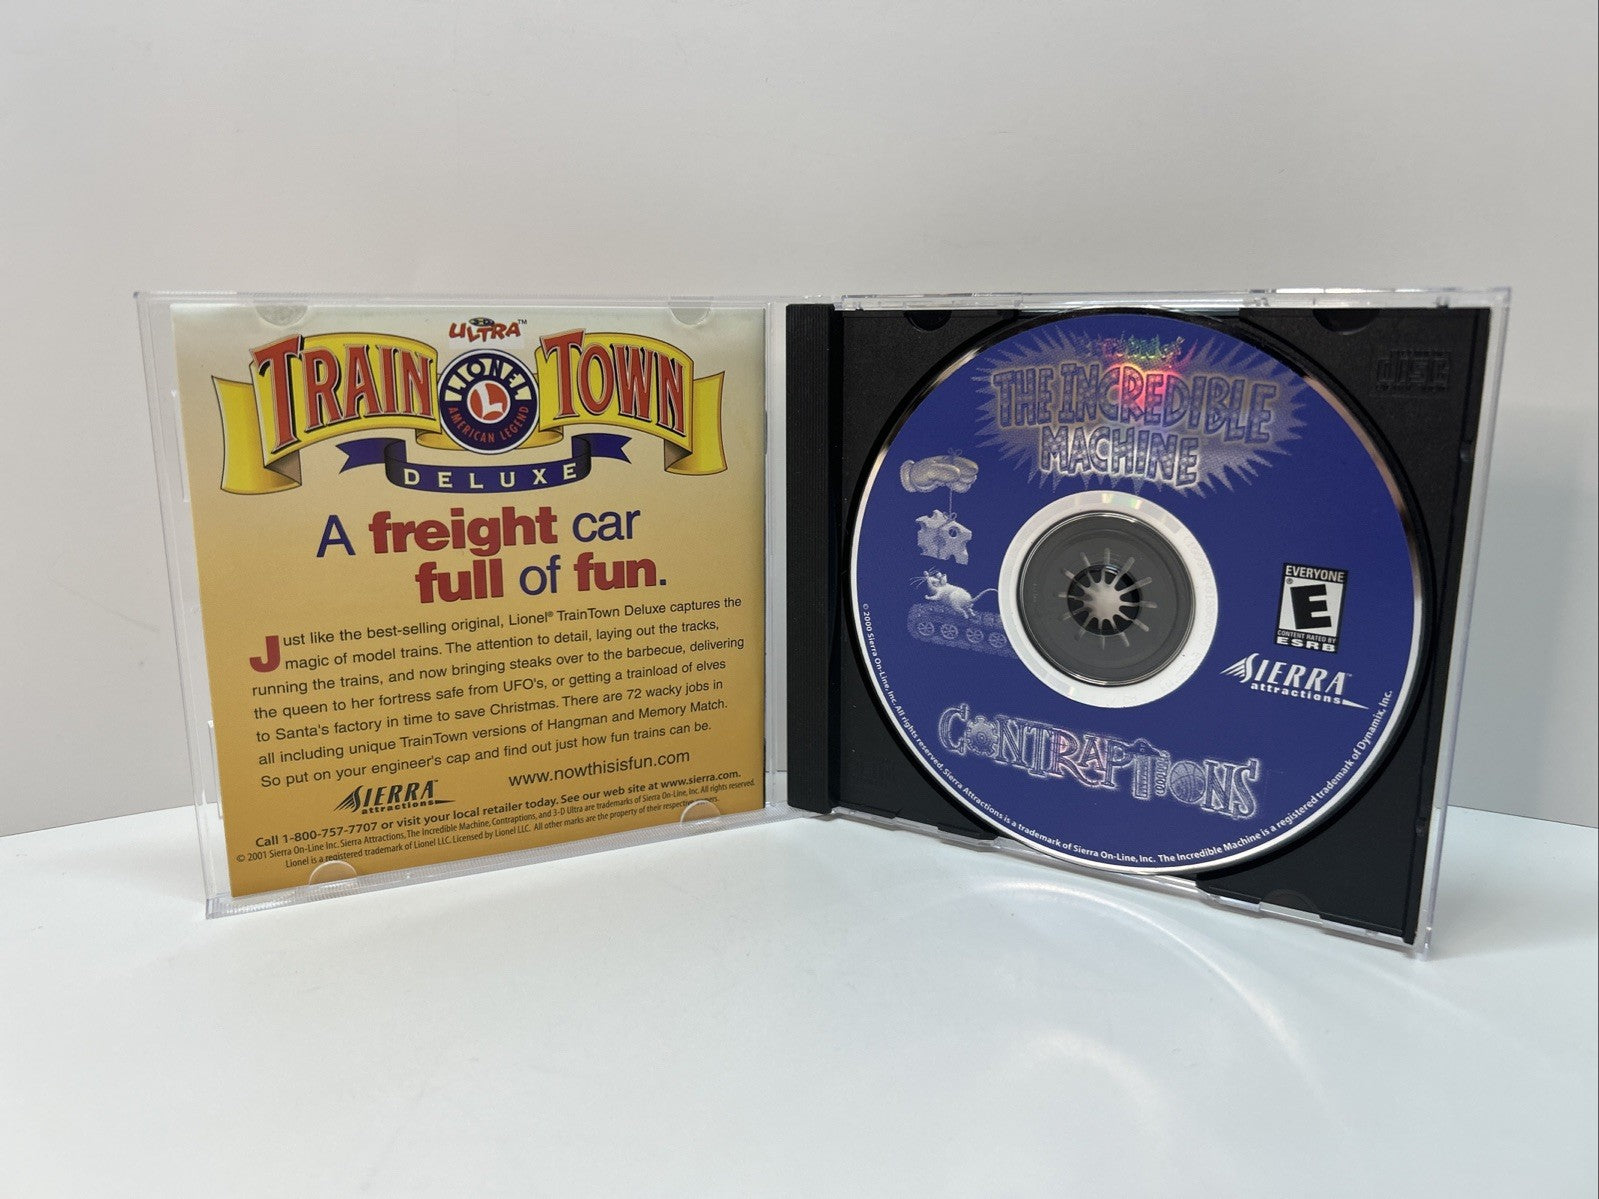 3-D
ULTRA™
TRAIN TOWN
LIONEL
L
AMERICAN LEGEND
DELUXE
A freight car
full of fun.
Just like the best-selling original, Lionel® TrainTown Deluxe captures the
magic of model trains. The attention to detail, laying out the tracks,
running the trains, and now bringing steaks over to the barbecue, delivering
the queen to her fortress safe from UFO's, or getting a trainload of elves
to Santa's factory in time to save Christmas. There are 72 wacky jobs in
all including unique TrainTown versions of Hangman and Memory Match.
So put on your engineer's cap and find out just how fun trains can be.
SIERRA™
attractions
www.nowthisisfun.com
Call 1-800-757-7707 or visit your local retailer today. See our web site at www.sierra.com.
© 2001 Sierra On-Line Inc. Sierra Attractions, The Incredible Machine, Contraptions, and 3-D Ultra are trademarks of Sierra On-Line, Inc. All rights reserved.
Lionel is a registered trademark of Lionel LLC. Licensed by Lionel LLC. All other marks are the property of their respective owners.
THE INCREDIBLE
MACHINE
EVERYONE
E
®
CONTENT RATED BY
ESRB
SIERRA™
attractions
CONTRAPTIONS
© 2000 Sierra On-Line, Inc. All rights reserved. Sierra Attractions is a trademark of Sierra On-Line, Inc. The Incredible Machine is a registered trademark of Dynamix, Inc.
disc